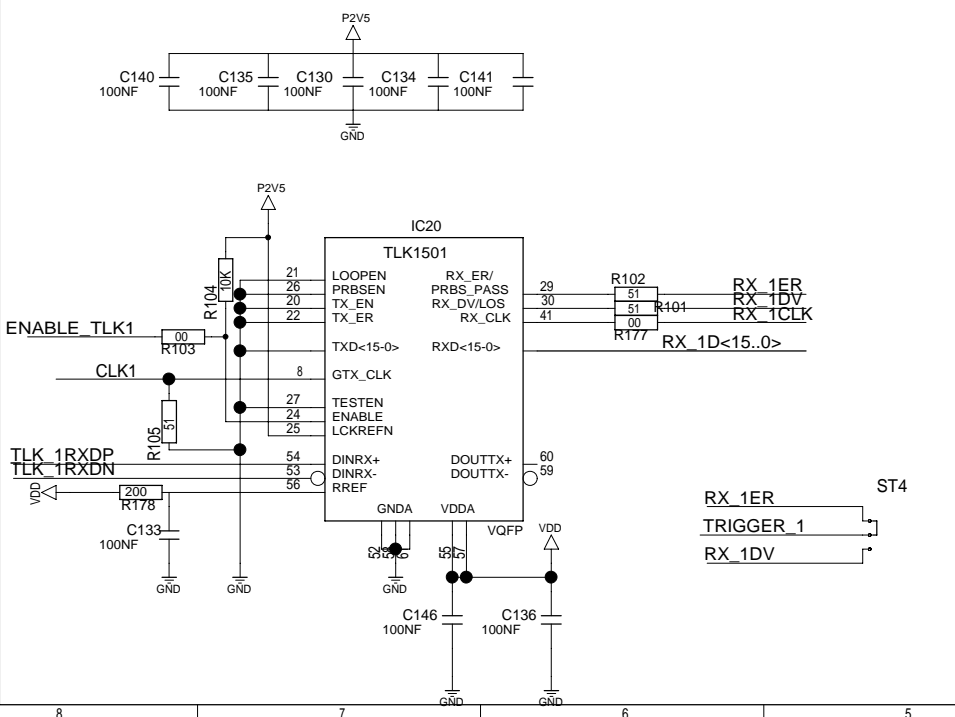 P2V5
C140 C135 C130 C134 C141
100NF 100NF 100NF 100NF 100NF
GND
P2V5
IC20
TLK1501
R104
10K
21 LOOPEN
26 PRBSEN
20 TX_EN
22 TX_ER
TXD<15-0>
8 GTX_CLK
27 TESTEN
24 ENABLE
25 LCKREFN
54 DINRX+
53 DINRX-
56 RREF
RX_ER/
PRBS_PASS 29
RX_DV/LOS 30
RX_CLK 41
RXD<15-0>
DOUTTX+ 60
DOUTTX- 59
GNDA VDDA
VQFP
R102
51
51
R101
00
R177
RX_1ER
RX_1DV
RX_1CLK
RX_1D<15..0>
ENABLE_TLK1
00
R103
CLK1
R105
51
TLK_1RXDP
TLK_1RXDN
VDD
200
R178
C133
100NF
GND
GND
52
55
57
GND
VDD
C146
100NF
C136
100NF
GND
GND
ST4
RX_1ER
TRIGGER_1
RX_1DV
8 7 6 5